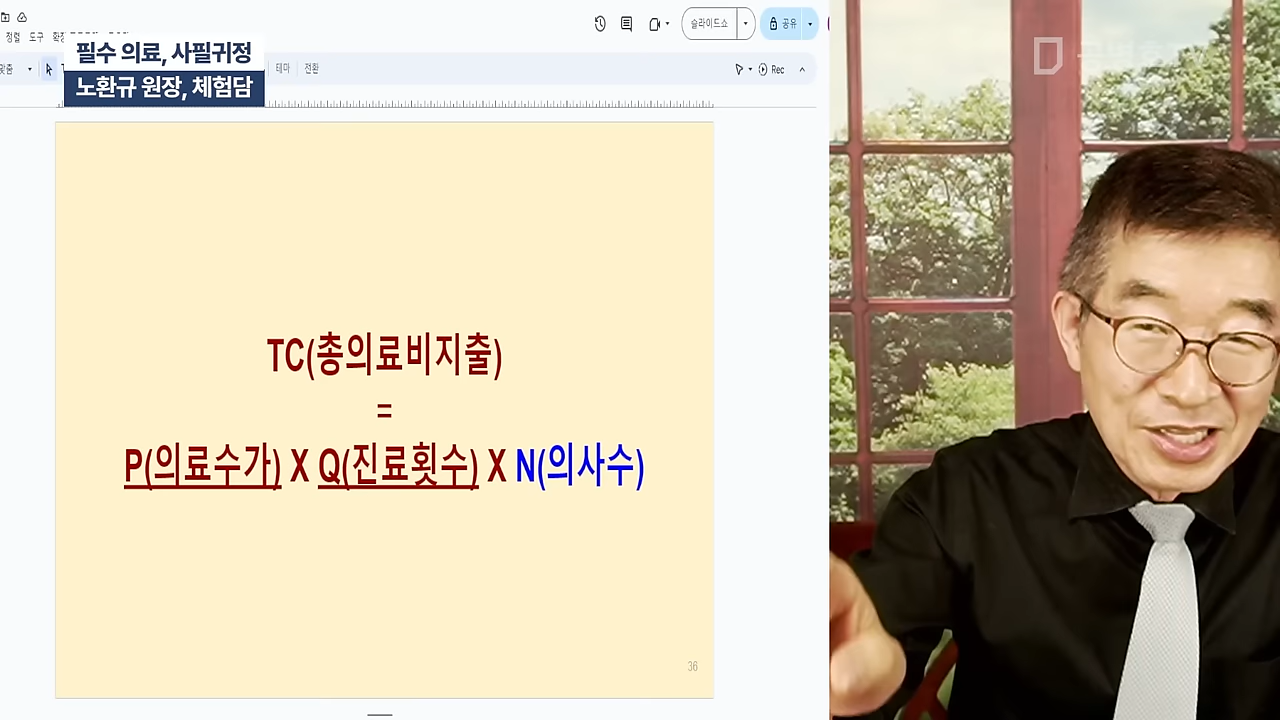 정렬 도구
슬라이드쇼
공유
필수 의료, 사필귀정
노환규 원장, 체험담
테마 전환
Rec
TC(총의료비지출)
=
P(의료수가) X Q(진료횟수) X N(의사수)
36